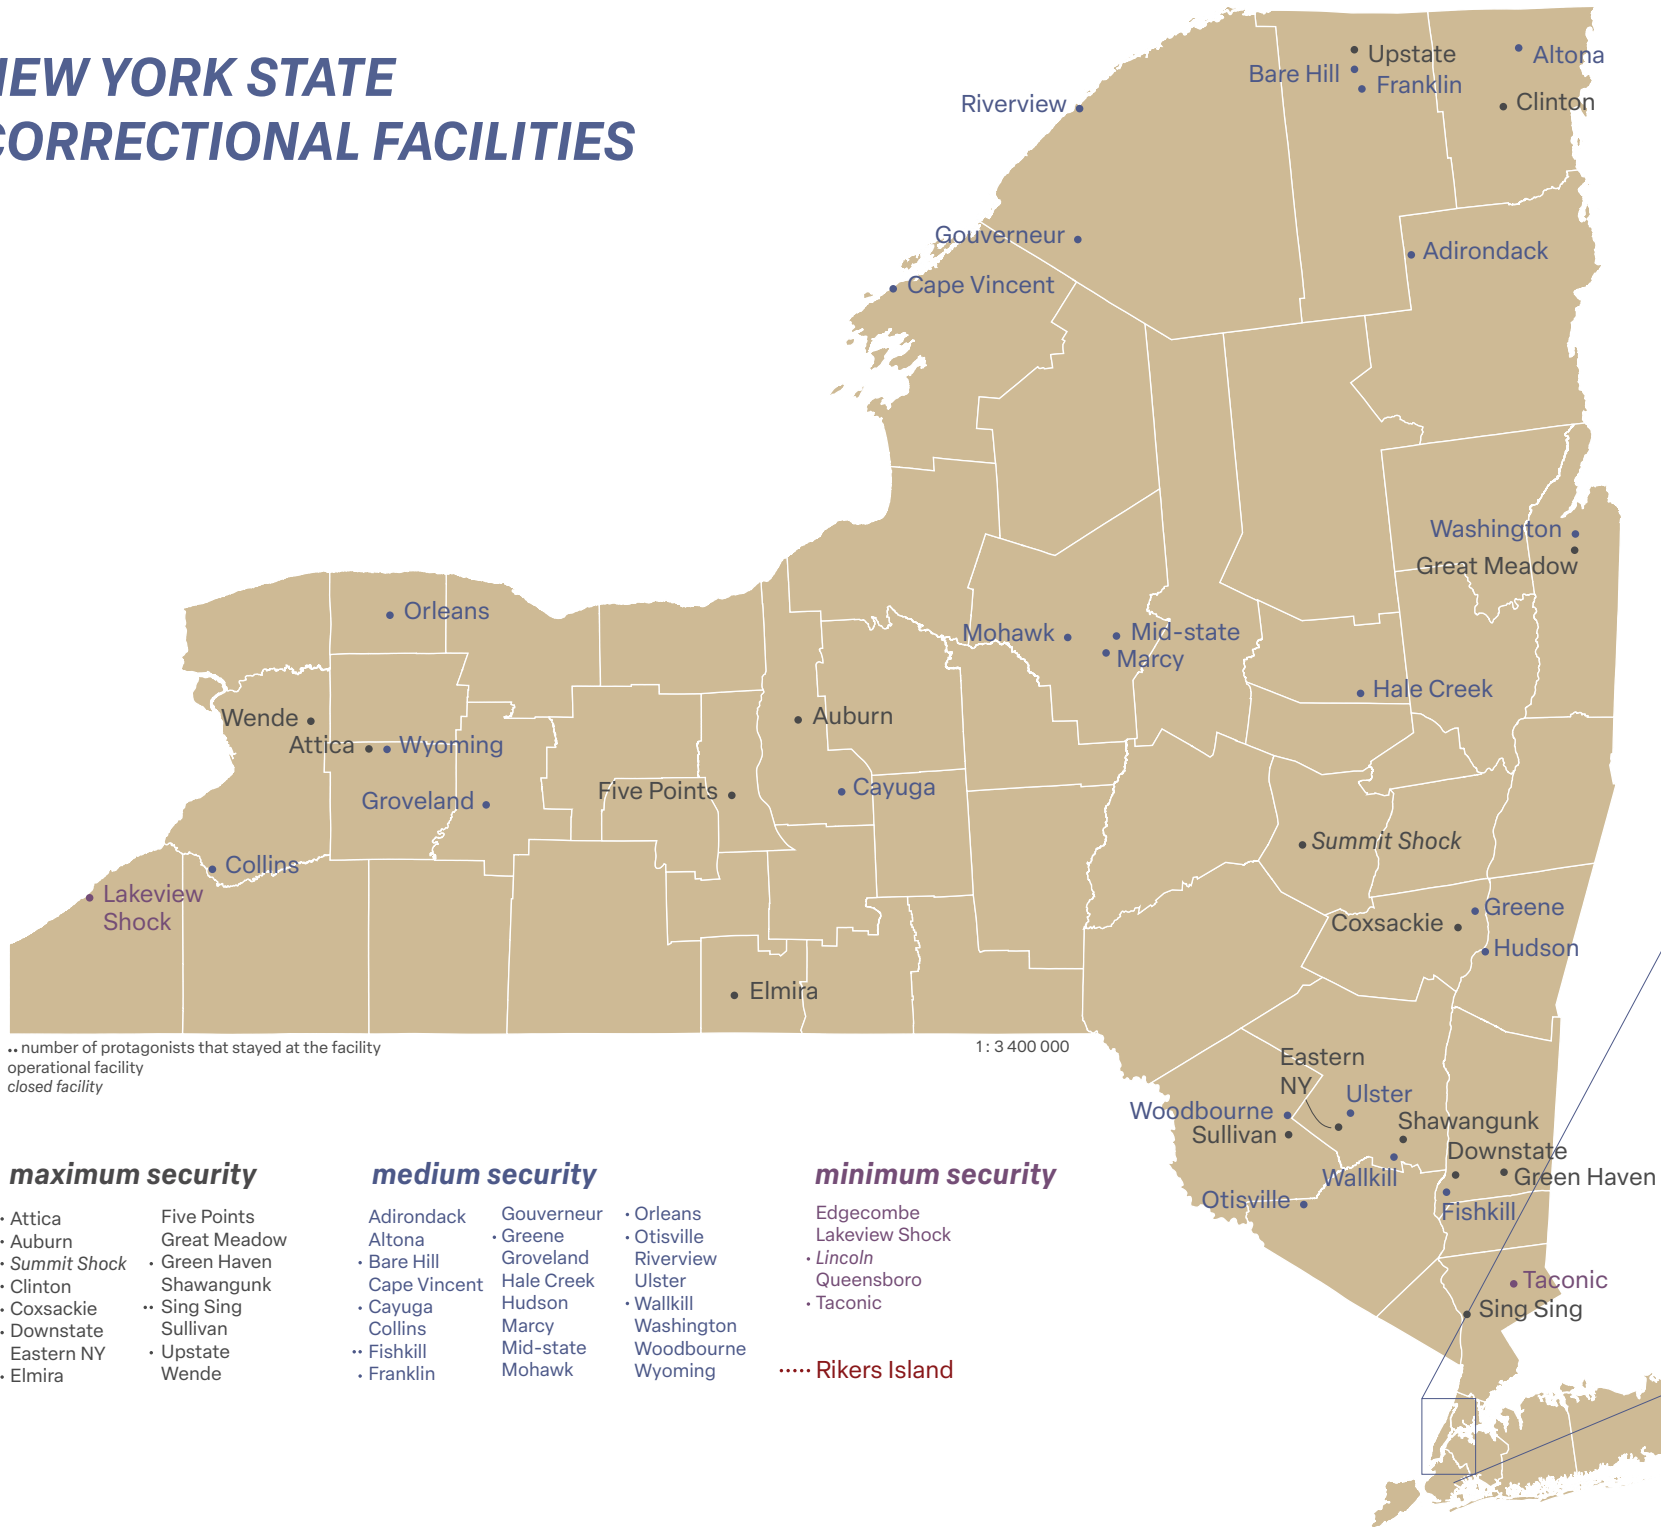 NEW YORK STATE
CORRECTIONAL FACILITIES
Upstate
Altona
Bare Hill
Franklin
Clinton
Riverview
Gouverneur
Adirondack
Cape Vincent
Washington
Great Meadow
Orleans
Mohawk
Mid-state
Marcy
Hale Creek
Wende
Auburn
Attica
Wyoming
Five Points
Cayuga
Groveland
Summit Shock
Collins
Lakeview
Shock
Greene
Coxsackie
Hudson
Elmira
•• number of protagonists that stayed at the facility
operational facility
closed facility
1 : 3 400 000
Eastern
NY
Ulster
Woodbourne
Shawangunk
Sullivan
Downstate
Wallkill
Green Haven
Otisville
Fishkill
Taconic
Sing Sing
maximum security
• Attica
• Auburn
• Summit Shock
• Clinton
• Coxsackie
• Downstate
Eastern NY
• Elmira
Five Points
Great Meadow
• Green Haven
Shawangunk
•• Sing Sing
Sullivan
• Upstate
Wende
medium security
Adirondack
Altona
• Bare Hill
Cape Vincent
• Cayuga
Collins
•• Fishkill
• Franklin
Gouverneur
• Greene
Groveland
Hale Creek
Hudson
Marcy
Mid-state
Mohawk
• Orleans
• Otisville
Riverview
Ulster
• Wallkill
Washington
Woodbourne
Wyoming
minimum security
Edgecombe
Lakeview Shock
• Lincoln
Queensboro
• Taconic
••••• Rikers Island